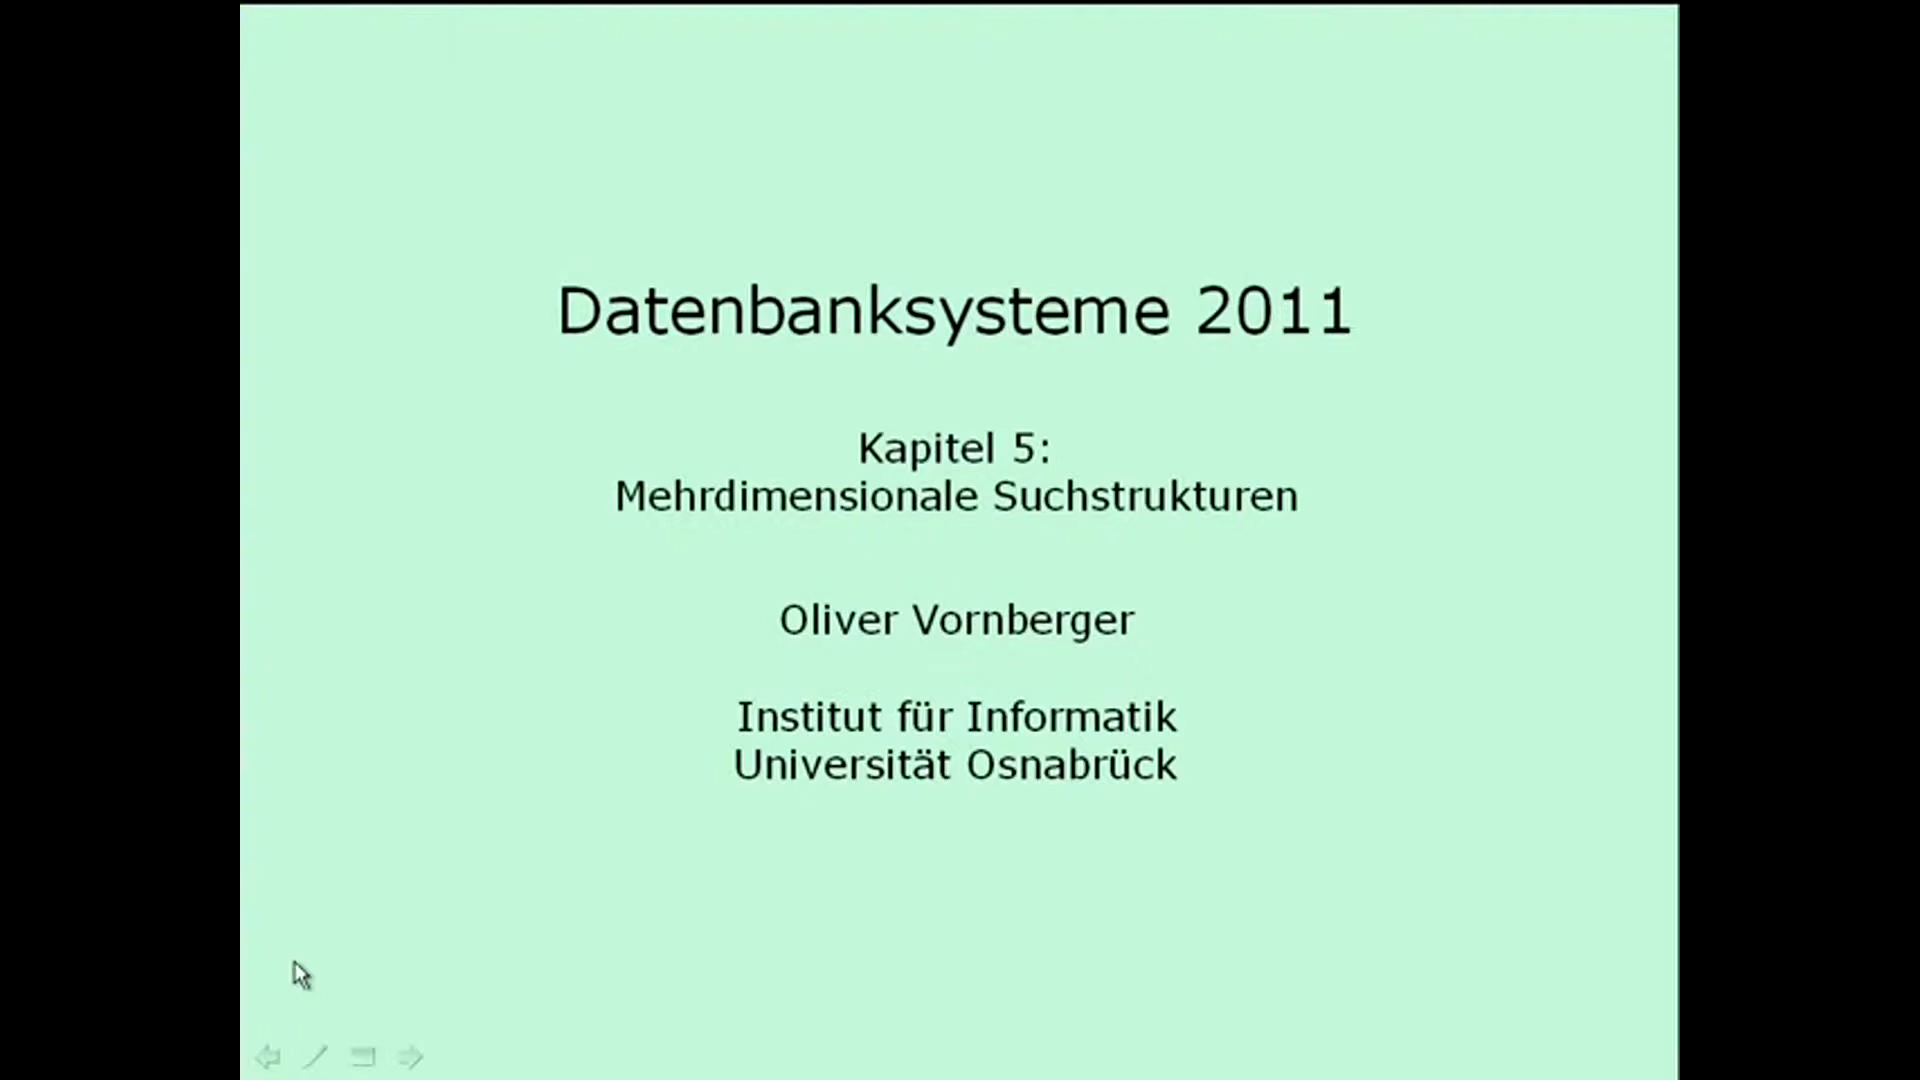 Datenbanksysteme 2011
Kapitel 5:
Mehrdimensionale Suchstrukturen
Oliver Vornberger
Institut für Informatik
Universität Osnabrück